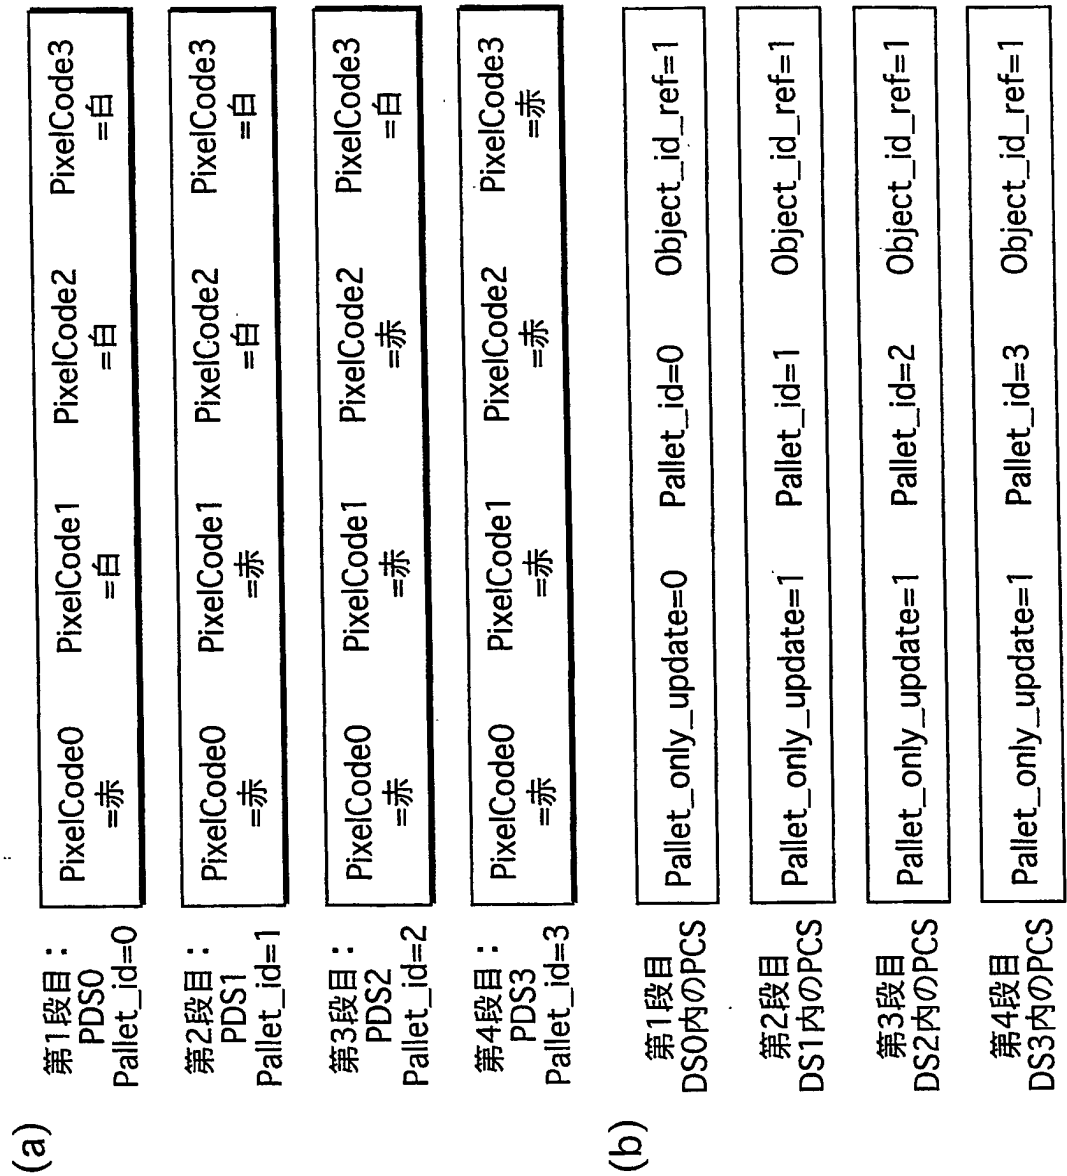 (a)
第1段目：
PDS0
Pallet_id=0
PixelCode0
=赤
PixelCode1
=白
PixelCode2
=白
PixelCode3
=白
第2段目：
PDS1
Pallet_id=1
PixelCode0
=赤
PixelCode1
=赤
PixelCode2
=白
PixelCode3
=白
第3段目：
PDS2
Pallet_id=2
PixelCode0
=赤
PixelCode1
=赤
PixelCode2
=赤
PixelCode3
=白
第4段目：
PDS3
Pallet_id=3
PixelCode0
=赤
PixelCode1
=赤
PixelCode2
=赤
PixelCode3
=赤
(b)
第1段目
DS0内のPCS
Pallet_only_update=0 Pallet_id=0 Object_id_ref=1
第2段目
DS1内のPCS
Pallet_only_update=1 Pallet_id=1 Object_id_ref=1
第3段目
DS2内のPCS
Pallet_only_update=1 Pallet_id=2 Object_id_ref=1
第4段目
DS3内のPCS
Pallet_only_update=1 Pallet_id=3 Object_id_ref=1